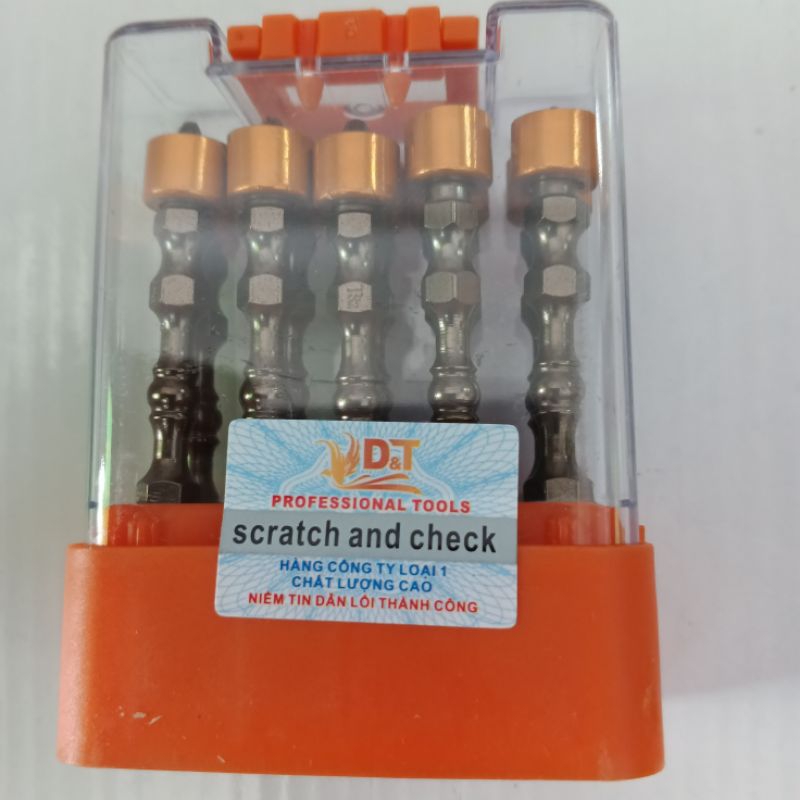 D&T
PROFESSIONAL TOOLS
scratch and check
HÀNG CÔNG TY LOẠI 1
CHẤT LƯỢNG CAO
NIỀM TIN DẪN LỐI THÀNH CÔNG